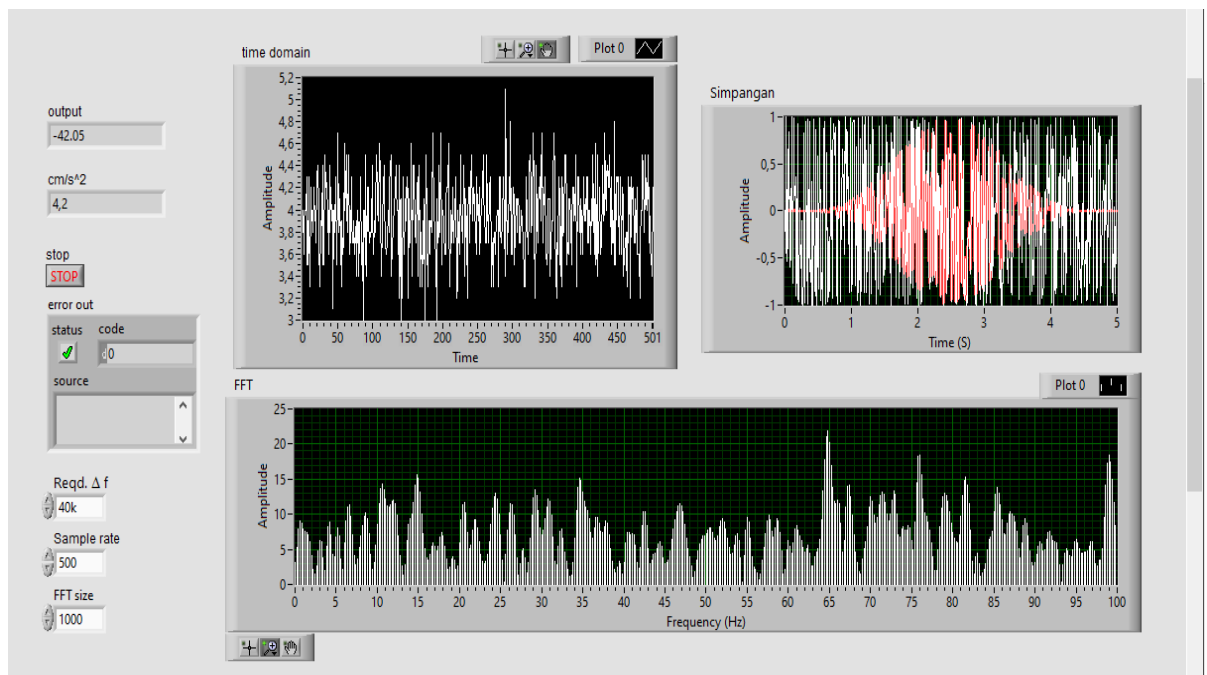 output
-42.05
cm/s^2
4,2
stop
STOP
error out
status code
d0
source
Reqd. Δ f
40k
Sample rate
500
FFT size
1000
time domain
Plot 0
Amplitude
5,2
5
4,8
4,6
4,4
4,2
4
3,8
3,6
3,4
3,2
3
0 50 100 150 200 250 300 350 400 450 501
Time
Simpangan
Amplitude
1
0,5
0
-0,5
-1
0 1 2 3 4 5
Time (S)
FFT
Plot 0
Amplitude
25
20
15
10
5
0
0 5 10 15 20 25 30 35 40 45 50 55 60 65 70 75 80 85 90 95 100
Frequency (Hz)